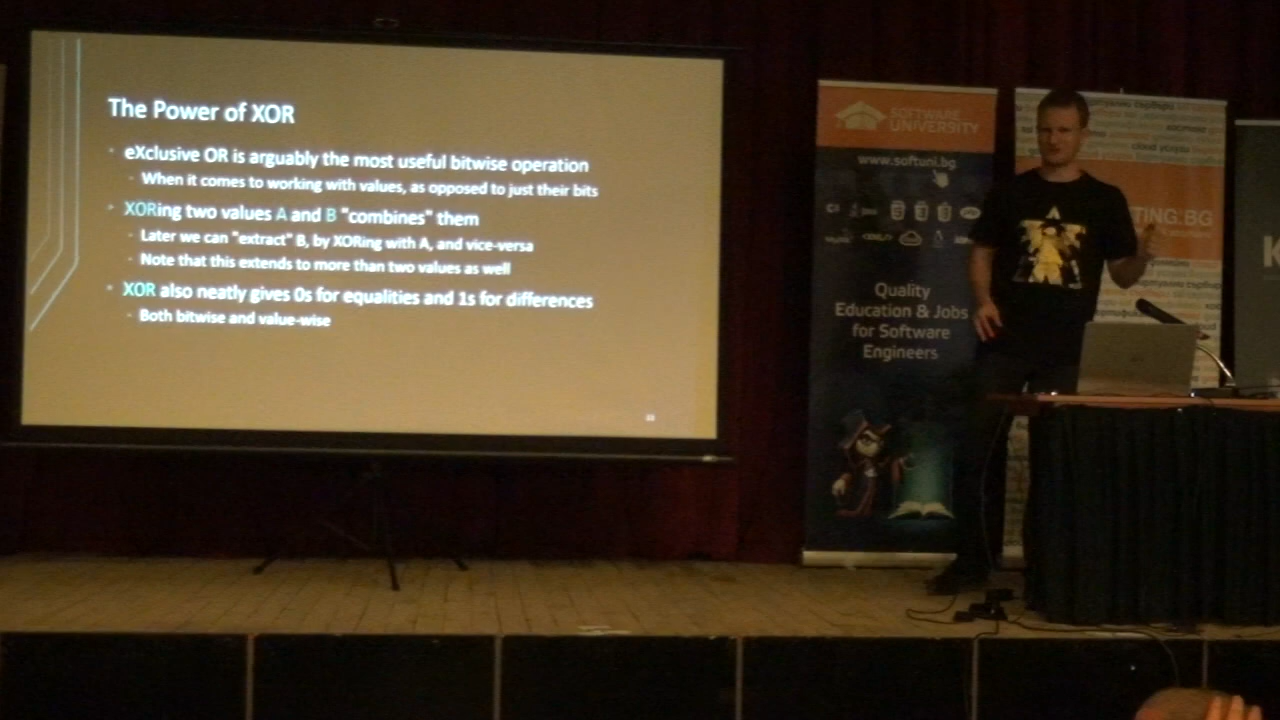 The Power of XOR
eXclusive OR is arguably the most useful bitwise operation
When it comes to working with values, as opposed to just their bits
XORing two values A and B "combines" them
Later we can "extract" B, by XORing with A, and vice-versa
Note that this extends to more than two values as well
XOR also neatly gives 0s for equalities and 1s for differences
Both bitwise and value-wise
SOFTWARE
UNIVERSITY
www.softuni.bg
Quality
Education & Jobs
for Software
Engineers
TING.BG
cloud услуги
K